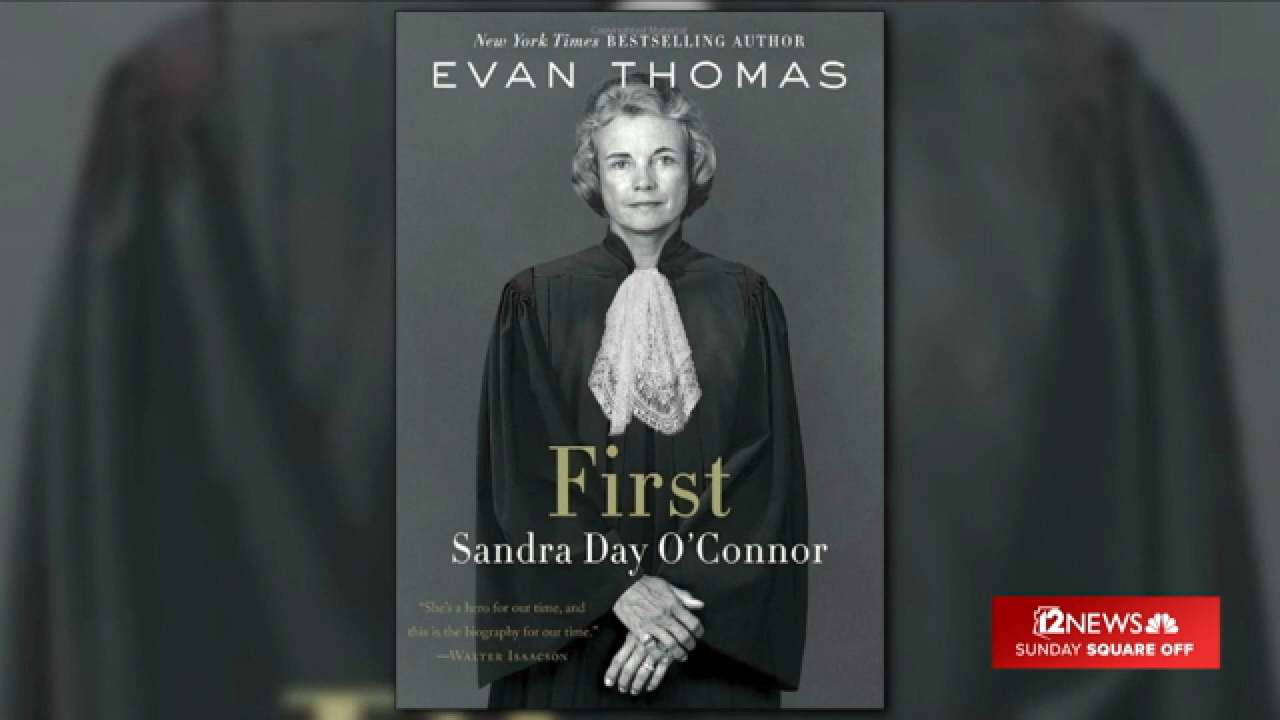 New York Times BESTSELLING AUTHOR
EVAN THOMAS
First
Sandra Day O'Connor
"She's a hero for our time, and
this is the biography for our time."
—WALTER ISAACSON
12NEWS
SUNDAY SQUARE OFF